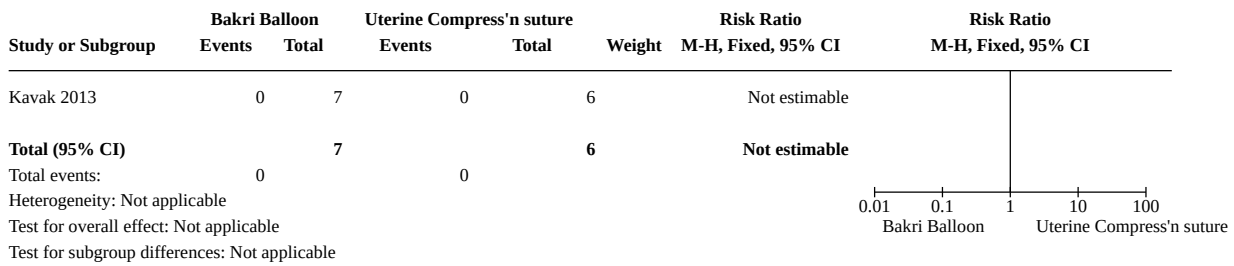 Bakri Balloon Uterine Compress'n suture Risk Ratio Risk Ratio
Study or Subgroup Events Total Events Total Weight M-H, Fixed, 95% CI M-H, Fixed, 95% CI
Kavak 2013 0 7 0 6 Not estimable
Total (95% CI) 7 6 Not estimable
Total events: 0 0
Heterogeneity: Not applicable
Test for overall effect: Not applicable
Test for subgroup differences: Not applicable
0.01 0.1 1 10 100
Bakri Balloon Uterine Compress'n suture